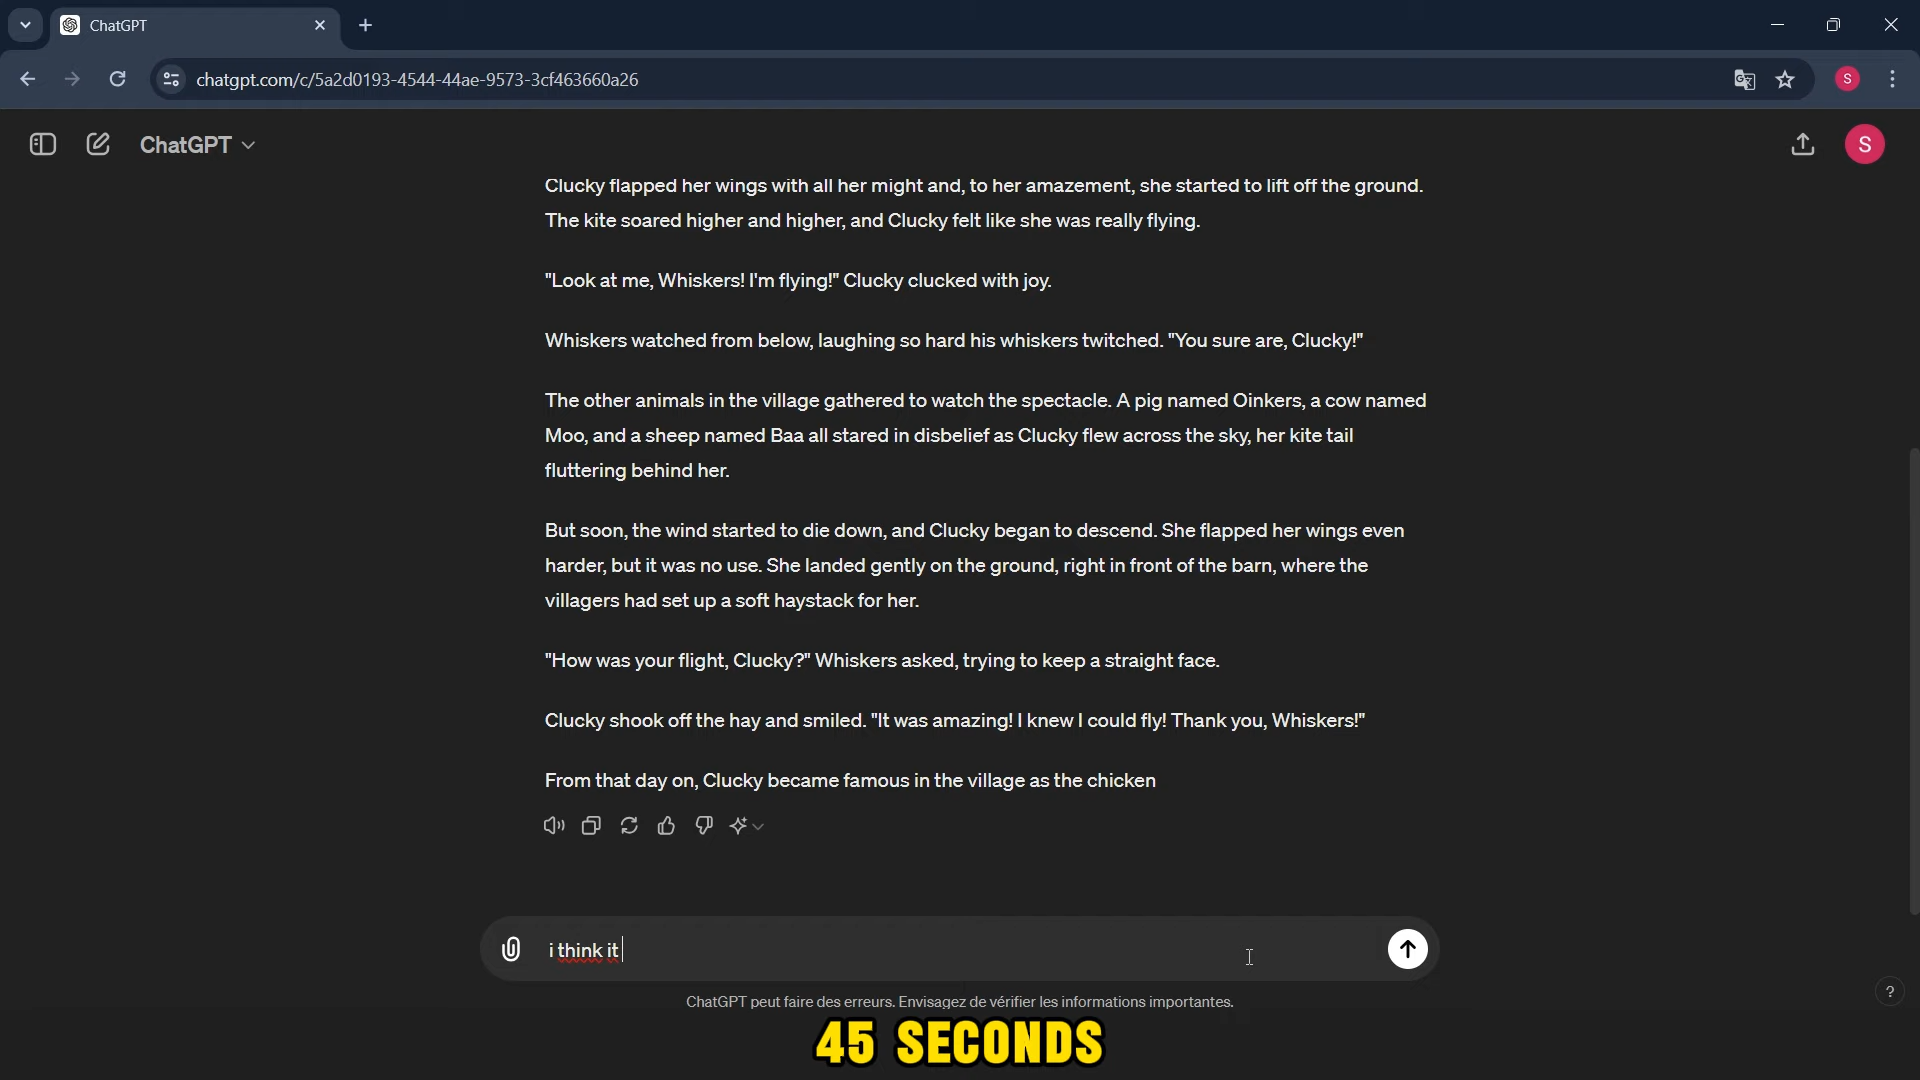 ChatGPT
chatgpt.com/c/5a2d0193-4544-44ae-9573-3cf463660a26
S
ChatGPT
S
Clucky flapped her wings with all her might and, to her amazement, she started to lift off the ground.
The kite soared higher and higher, and Clucky felt like she was really flying.
"Look at me, Whiskers! I'm flying!" Clucky clucked with joy.
Whiskers watched from below, laughing so hard his whiskers twitched. "You sure are, Clucky!"
The other animals in the village gathered to watch the spectacle. A pig named Oinkers, a cow named
Moo, and a sheep named Baa all stared in disbelief as Clucky flew across the sky, her kite tail
fluttering behind her.
But soon, the wind started to die down, and Clucky began to descend. She flapped her wings even
harder, but it was no use. She landed gently on the ground, right in front of the barn, where the
villagers had set up a soft haystack for her.
"How was your flight, Clucky?" Whiskers asked, trying to keep a straight face.
Clucky shook off the hay and smiled. "It was amazing! I knew I could fly! Thank you, Whiskers!"
From that day on, Clucky became famous in the village as the chicken
i think it
ChatGPT peut faire des erreurs. Envisagez de vérifier les informations importantes.
?
45 SECONDS